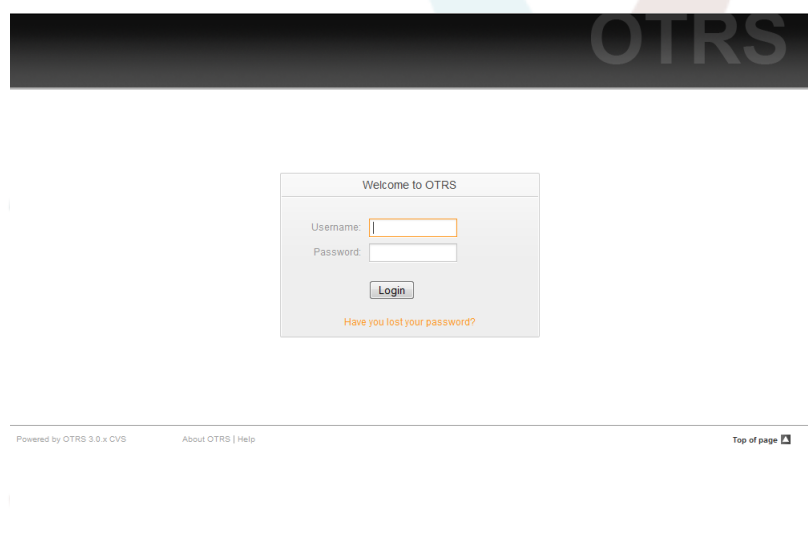 OTRS
Welcome to OTRS
Username:
Password:
Login
Have you lost your password?
Powered by OTRS 3.0.x CVS
About OTRS | Help
Top of page